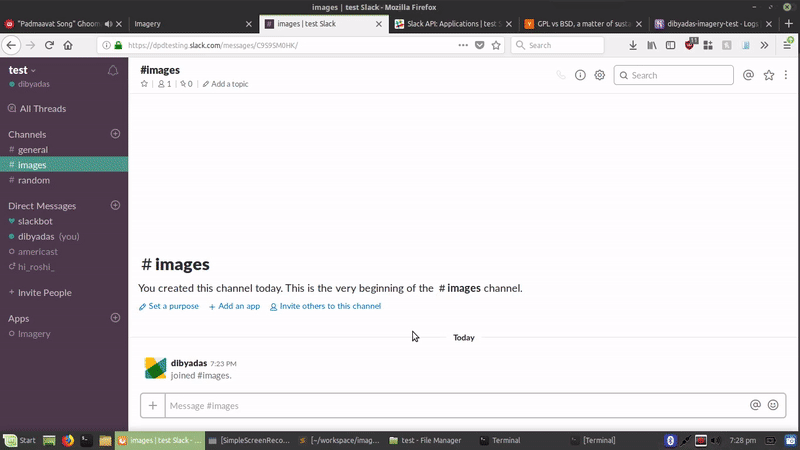 images | test Slack - Mozilla Firefox
"Padmaavat Song" Ghoom
Imagery
images | test Slack
Slack API: Applications | test S
GPL vs BSD, a matter of susta
dibyadas-imagery-test - Logs
https://dpdtesting.slack.com/messages/C9S9SM0HK/
Search
11
test
dibyadas
All Threads
Channels
# general
# images
# random
Direct Messages
slackbot
dibyadas (you)
americast
hi_roshi_
+ Invite People
Apps
Imagery
#images
1
0
Add a topic
Search
@
# images
You created this channel today. This is the very beginning of the # images channel.
Set a purpose
+ Add an app
Invite others to this channel
Today
dibyadas 7:23 PM
joined #images.
+ Message #images
@
Start
images | test Slack - ...
[SimpleScreenReco...
[~/workspace/imag...
test - File Manager
Terminal
[Terminal]
7:28 pm